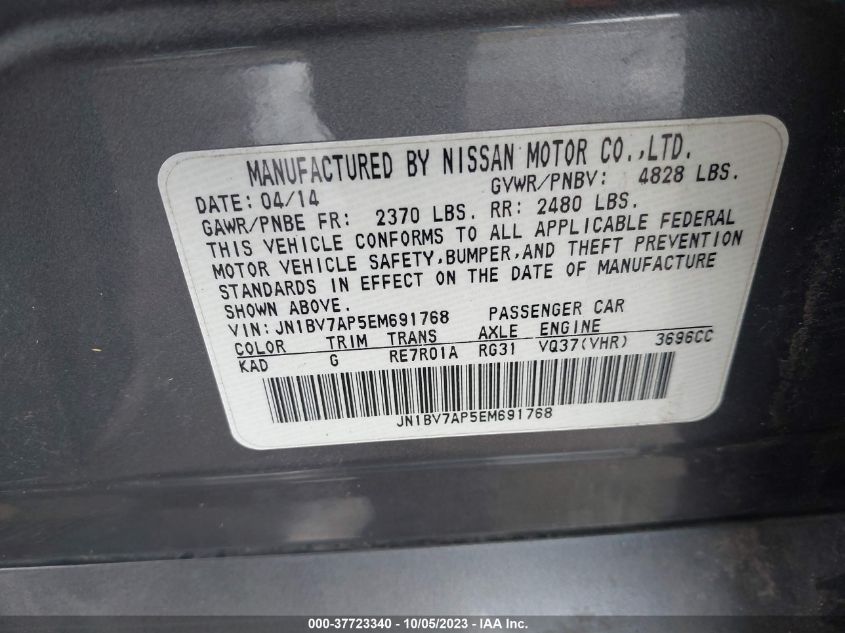 MANUFACTURED BY NISSAN MOTOR CO.,LTD.
DATE: 04/14 GVWR/PNBV: 4828 LBS.
GAWR/PNBE FR: 2370 LBS. RR: 2480 LBS.
THIS VEHICLE CONFORMS TO ALL APPLICABLE FEDERAL
MOTOR VEHICLE SAFETY,BUMPER,AND THEFT PREVENTION
STANDARDS IN EFFECT ON THE DATE OF MANUFACTURE
SHOWN ABOVE.
VIN: JN1BV7AP5EM691768 PASSENGER CAR
COLOR TRIM TRANS AXLE ENGINE
KAD G RE7R01A RG31 VQ37(VHR) 3696CC
JN1BV7AP5EM691768
000-37723340 - 10/05/2023 - IAA Inc.